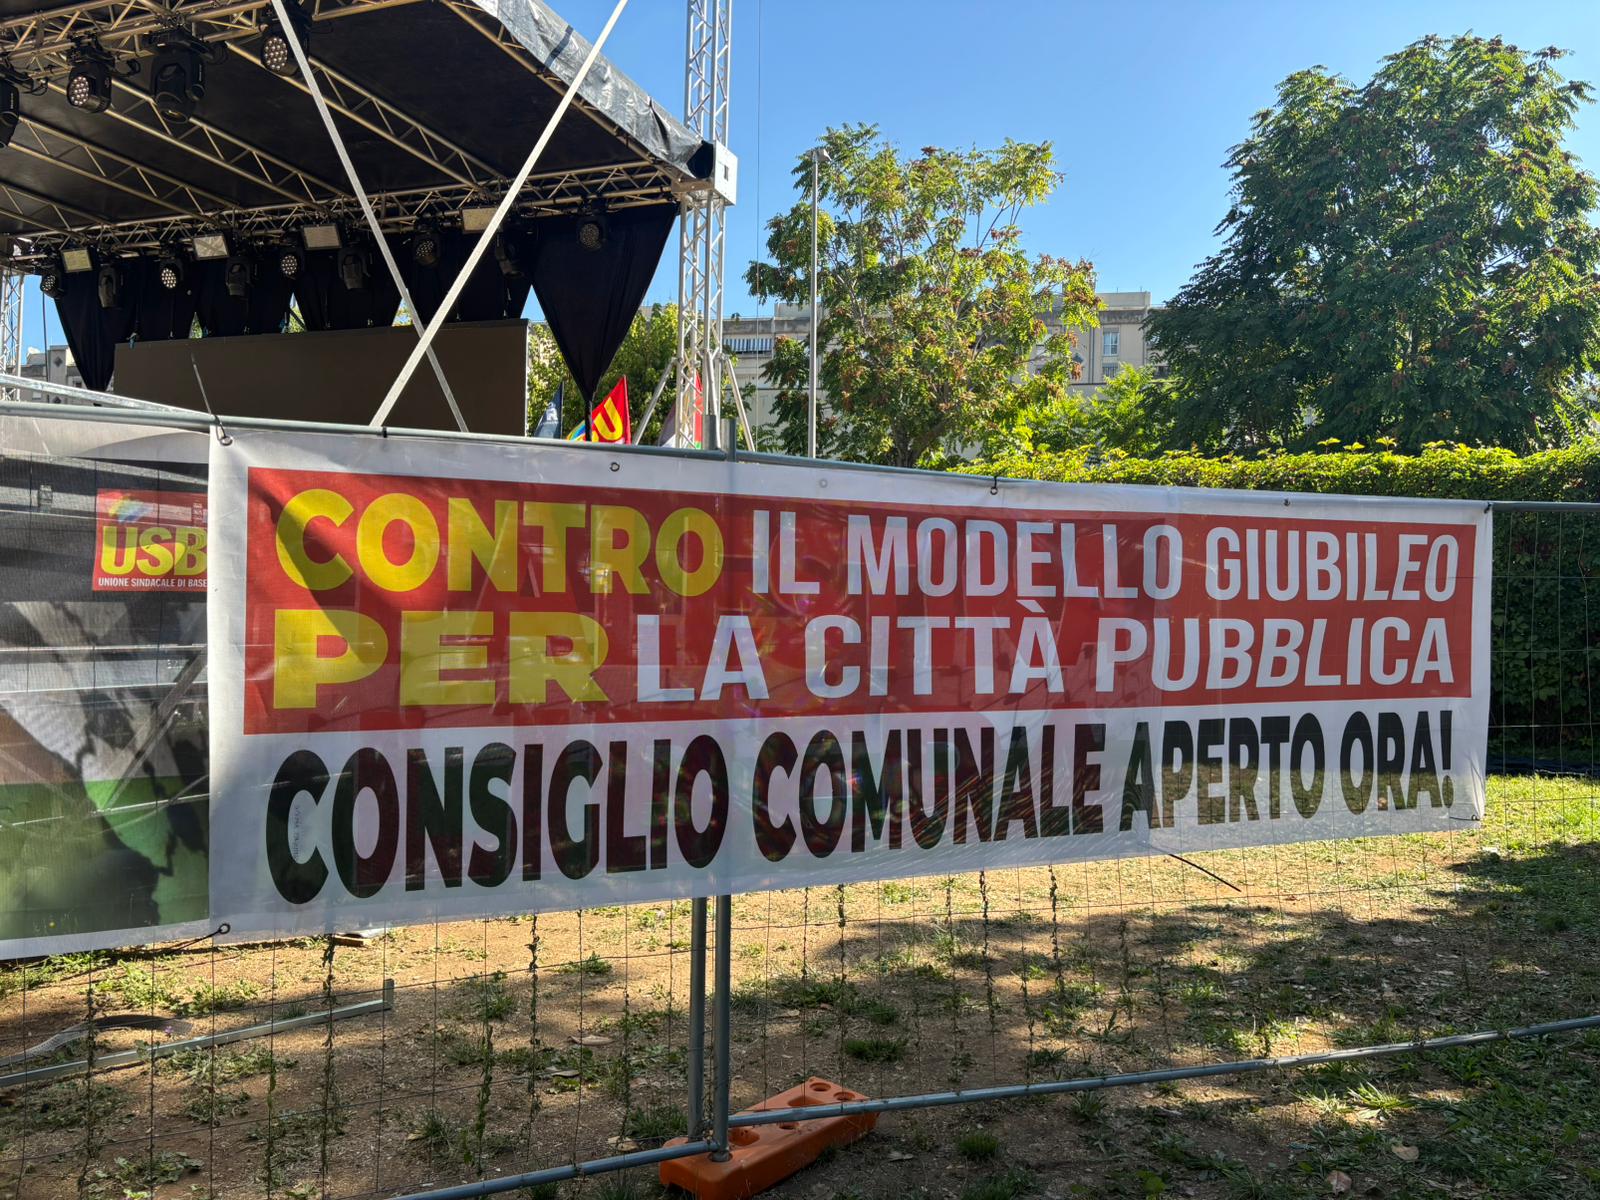 USB
UNIONE SINDACALE DI BASE
CONTRO IL MODELLO GIUBILEO
PER LA CITTÀ PUBBLICA
CONSIGLIO COMUNALE APERTO ORA!